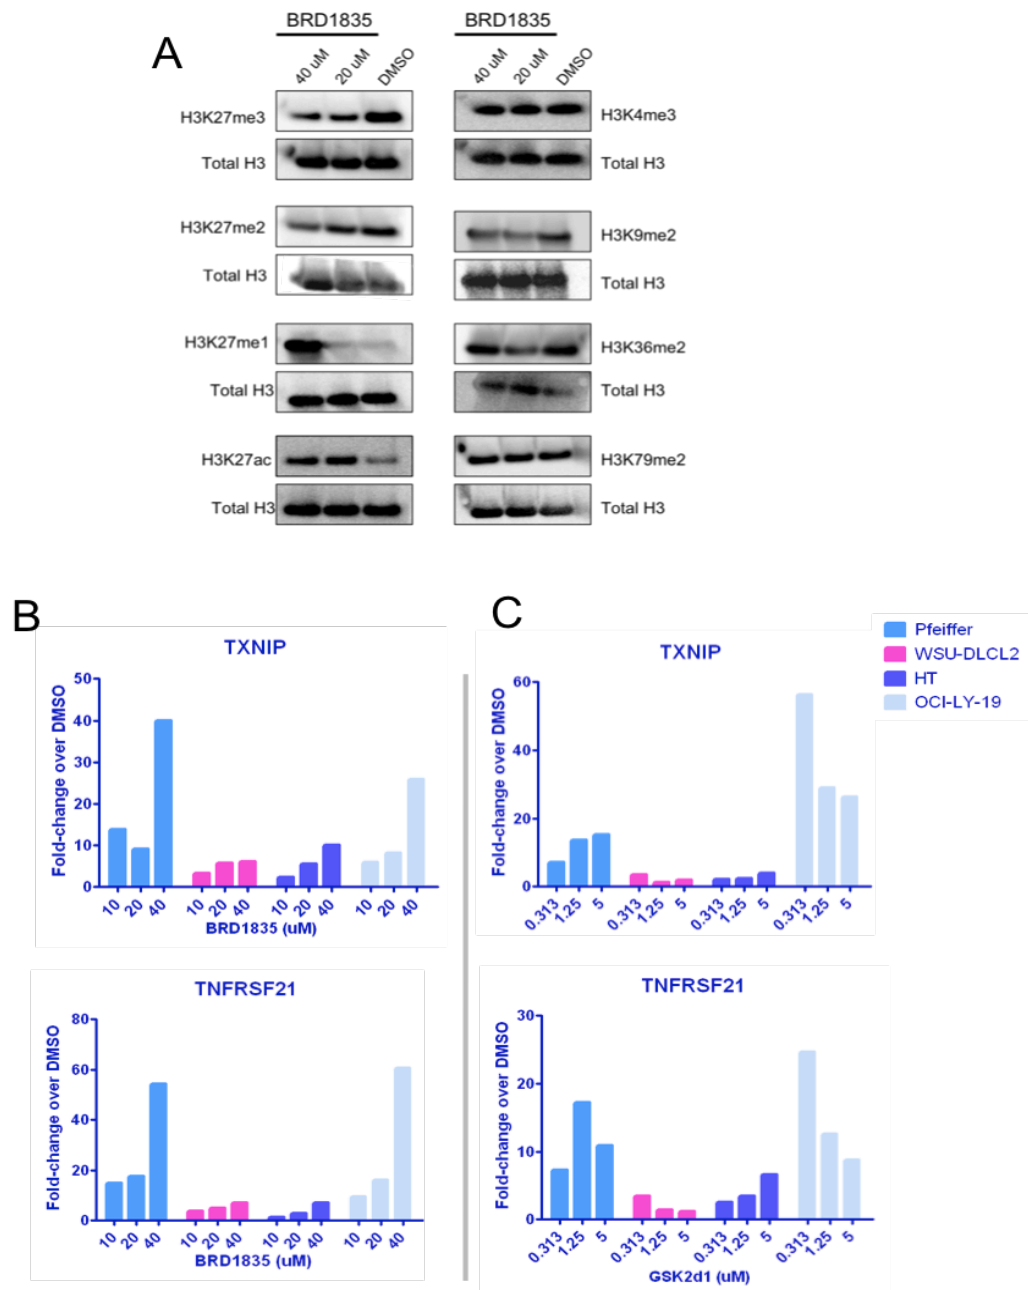 A
BRD1835
40 uM
20 uM
DMSO
BRD1835
40 uM
20 uM
DMSO
H3K27me3
Total H3
H3K27me2
Total H3
H3K27me1
Total H3
H3K27ac
Total H3
H3K4me3
Total H3
H3K9me2
Total H3
H3K36me2
Total H3
H3K79me2
Total H3
B
TXNIP
Fold-change over DMSO
50
40
30
20
10
0
10 20 40 10 20 40 10 20 40 10 20 40
BRD1835 (uM)
TNFRSF21
Fold-change over DMSO
80
60
40
20
0
10 20 40 10 20 40 10 20 40 10 20 40
BRD1835 (uM)
C
Pfeiffer
WSU-DLCL2
HT
OCI-LY-19
TXNIP
Fold-change over DMSO
60
40
20
0
0.313 1.25 5 0.313 1.25 5 0.313 1.25 5 0.313 1.25 5
TNFRSF21
Fold-change over DMSO
30
20
10
0
0.313 1.25 5 0.313 1.25 5 0.313 1.25 5 0.313 1.25 5
GSK2d1 (uM)